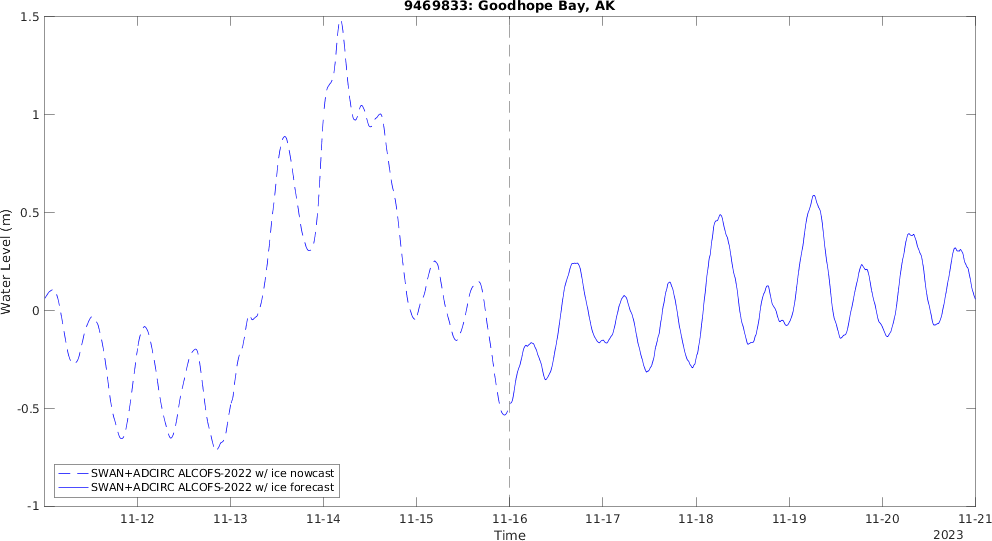 9469833: Goodhope Bay, AK
1.5
1
0.5
0
-0.5
-1
Water Level (m)
SWAN+ADCIRC ALCOFS-2022 w/ ice nowcast
SWAN+ADCIRC ALCOFS-2022 w/ ice forecast
11-12 11-13 11-14 11-15 11-16 11-17 11-18 11-19 11-20 11-21
Time
2023